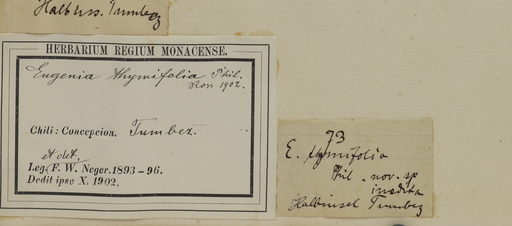 Halbins. Tumbez
HERBARIUM REGIUM MONACENSE.
Eugenia thymifolia Phil.
Ross 1902.
Chili: Concepcion, Tumbez.
et det.
Leg. F. W. Neger. 1893-96.
Dedit ipse X. 1902.
73
E. thymifolia
Phil. nov. sp
inedita
Halbinsel Tumbez